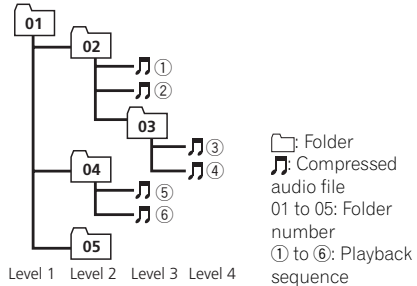 01
02
①
②
03
③
④
04
⑤
⑥
05
Level 1 Level 2 Level 3 Level 4
: Folder
: Compressed
audio file
01 to 05: Folder
number
① to ⑥: Playback
sequence